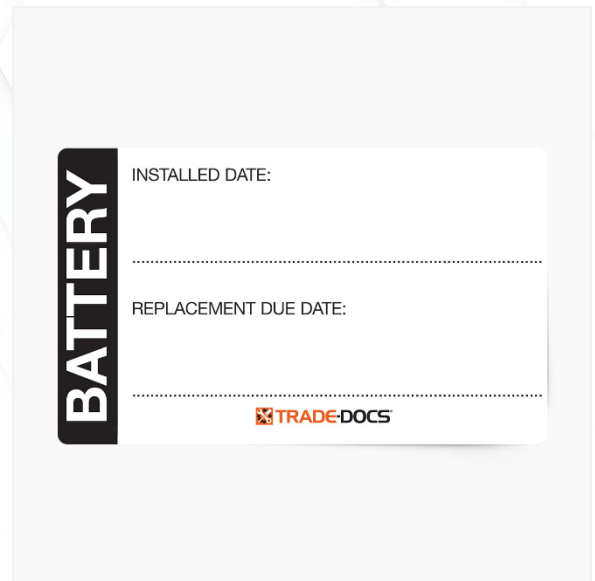 BATTERY
INSTALLED DATE:
REPLACEMENT DUE DATE:
TRADE-DOCS